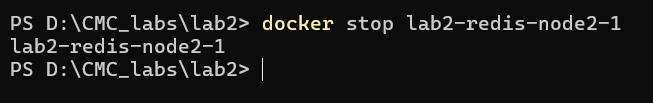 PS D:\CMC_labs\lab2> docker stop lab2-redis-node2-1
lab2-redis-node2-1
PS D:\CMC_labs\lab2>